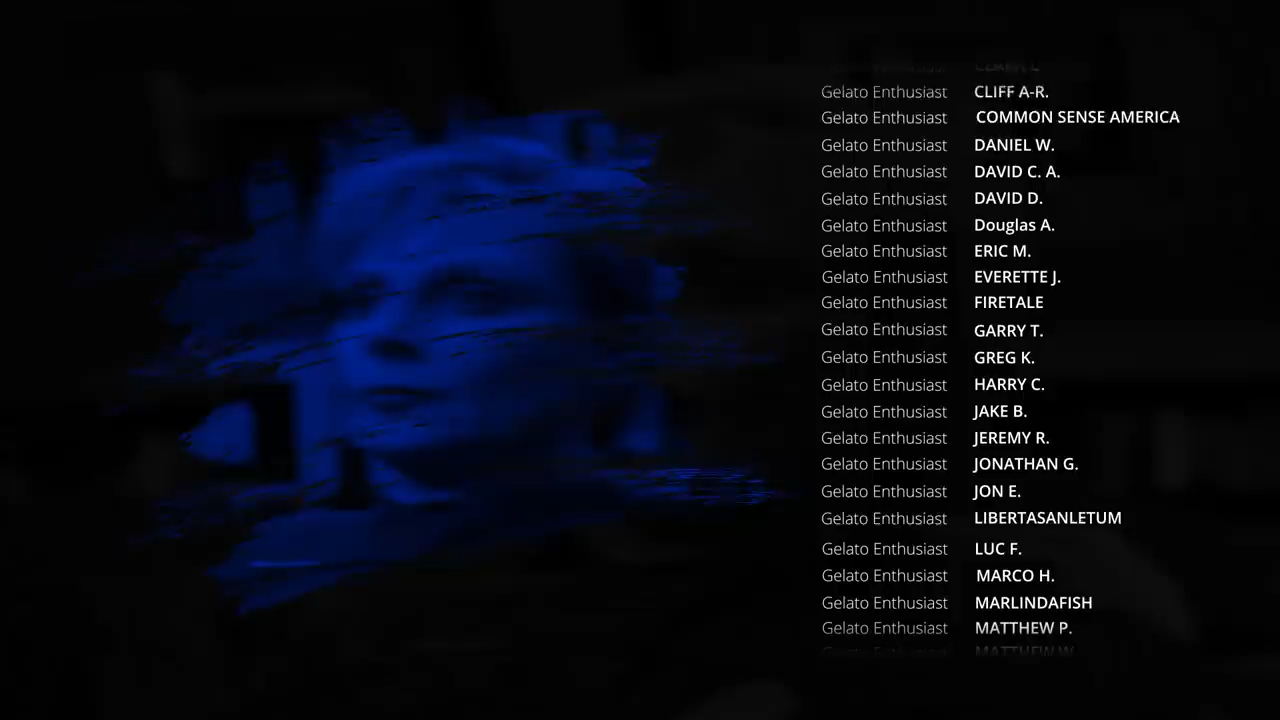 Gelato Enthusiast CLIFF A-R.
Gelato Enthusiast COMMON SENSE AMERICA
Gelato Enthusiast DANIEL W.
Gelato Enthusiast DAVID C. A.
Gelato Enthusiast DAVID D.
Gelato Enthusiast Douglas A.
Gelato Enthusiast ERIC M.
Gelato Enthusiast EVERETTE J.
Gelato Enthusiast FIRETALE
Gelato Enthusiast GARRY T.
Gelato Enthusiast GREG K.
Gelato Enthusiast HARRY C.
Gelato Enthusiast JAKE B.
Gelato Enthusiast JEREMY R.
Gelato Enthusiast JONATHAN G.
Gelato Enthusiast JON E.
Gelato Enthusiast LIBERTASANLETUM
Gelato Enthusiast LUC F.
Gelato Enthusiast MARCO H.
Gelato Enthusiast MARLINDAFISH
Gelato Enthusiast MATTHEW P.
Gelato Enthusiast MATTHEW W.